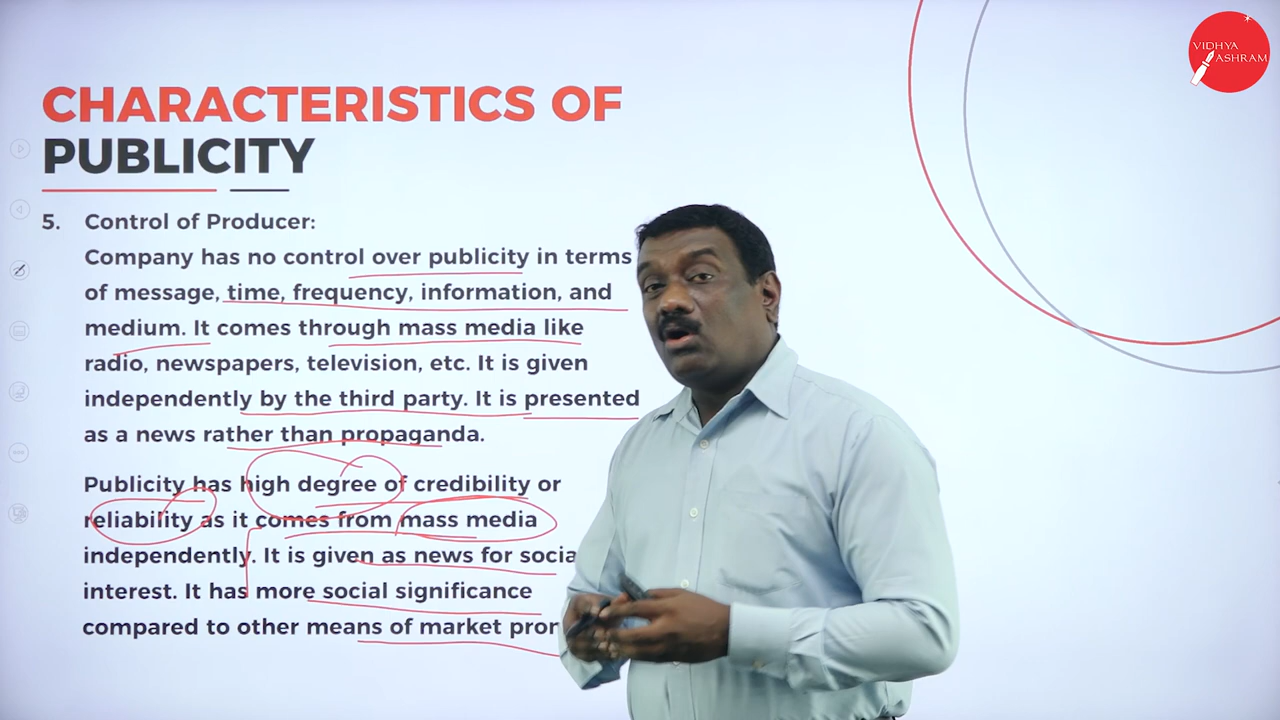 VIDHYA
ASHRAM
CHARACTERISTICS OF
PUBLICITY
5. Control of Producer:
Company has no control over publicity in terms
of message, time, frequency, information, and
medium. It comes through mass media like
radio, newspapers, television, etc. It is given
independently by the third party. It is presented
as a news rather than propaganda.
Publicity has high degree of credibility or
reliability as it comes from mass media
independently. It is given as news for
interest. It has more social significance
compared to other means of market